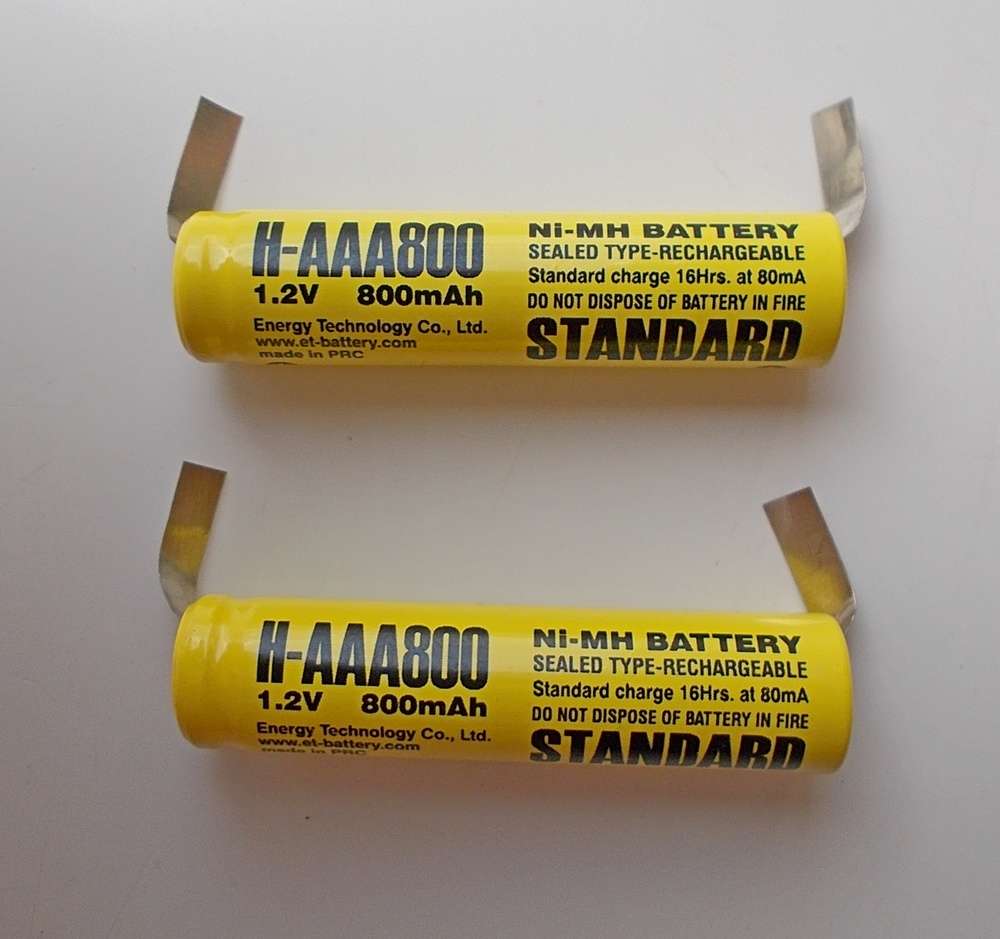 H-AAA800
1.2V 800mAh
Energy Technology Co., Ltd.
www.et-battery.com
made in PRC
Ni-MH BATTERY
SEALED TYPE-RECHARGEABLE
Standard charge 16Hrs. at 80mA
DO NOT DISPOSE OF BATTERY IN FIRE
STANDARD
H-AAA800
1.2V 800mAh
Energy Technology Co., Ltd.
www.et-battery.com
made in PRC
Ni-MH BATTERY
SEALED TYPE-RECHARGEABLE
Standard charge 16Hrs. at 80mA
DO NOT DISPOSE OF BATTERY IN FIRE
STANDARD